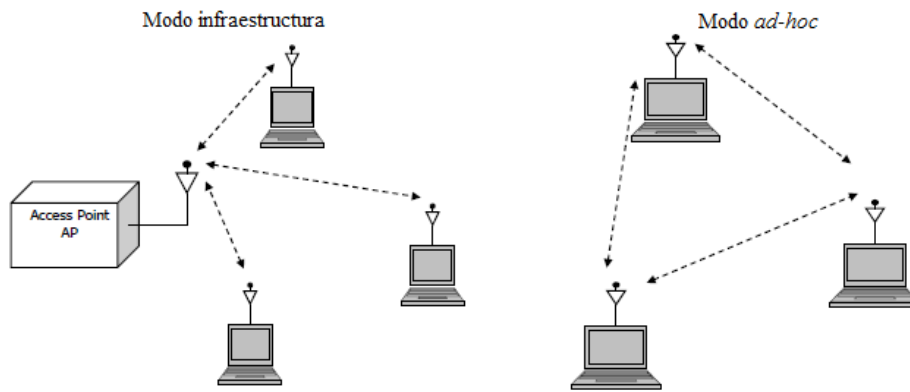 Modo infraestructura
Modo ad-hoc
Access Point
AP